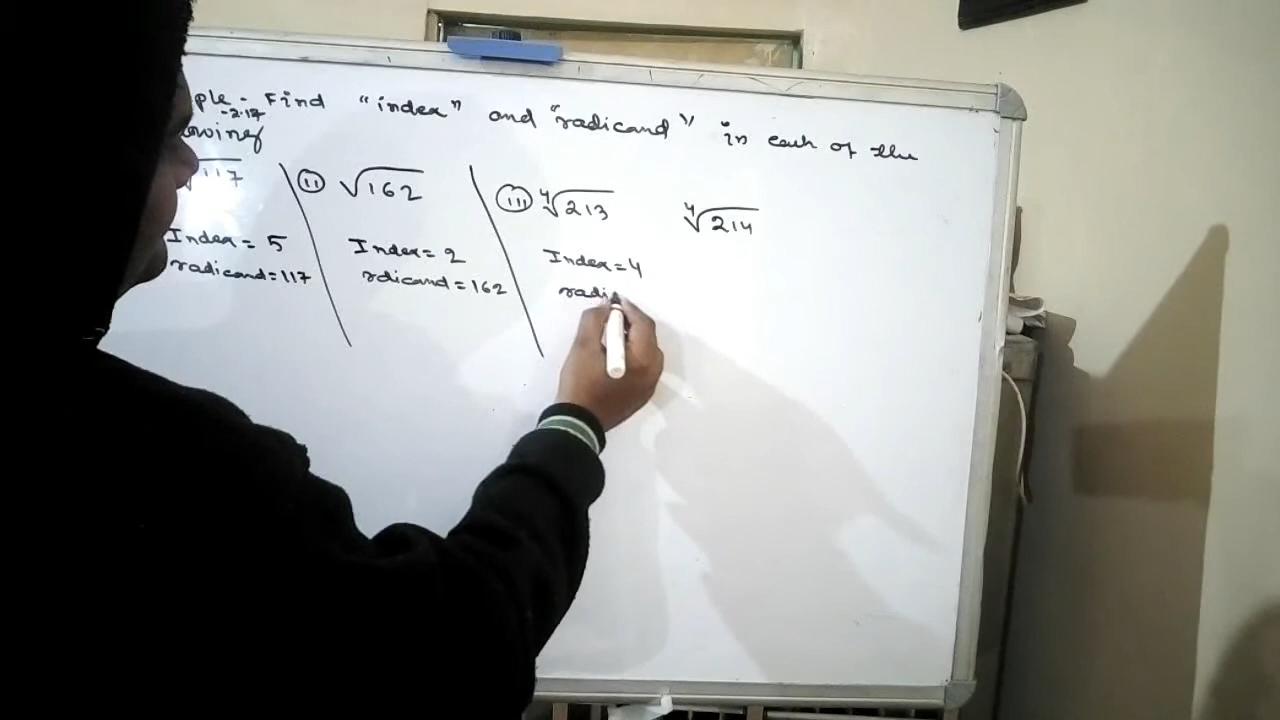 ple :- Find "index" and "radicand" in each of the
-2.17
owing
√117 (ii) √162 (iii) ⁴√213 ⁴√214
Index = 5 Index = 2 Index = 4
radicand = 117 rdicand = 162 radi